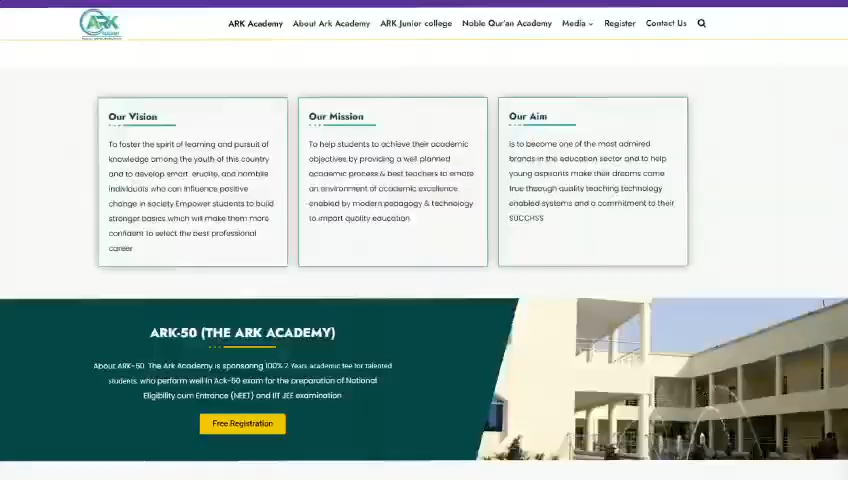 ARK
ARK Academy About Ark Academy ARK Junior college Noble Qur'an Academy Media Register Contact Us
Our Vision
To foster the spirit of learning and pursuit of
knowledge among the youth of this country
and to develop smart, erudite, and humble
individuals who can influence positive
change in society Empower students to build
stronger basics which will make them more
confident to select the best professional
career
Our Mission
To help students to achieve their academic
objectives by providing a well planned
academic process & best teachers to create
an environment of academic excellence
enabled by modern pedagogy & technology
to impart quality education
Our Aim
is to become one of the most admired
brands in the education sector and to help
young aspirants make their dreams come
true through quality teaching technology
enabled systems and a commitment to their
success
ARK-50 (THE ARK ACADEMY)
About ARK-50: The Ark Academy is sponsoring 100% 2 Years academic fee for talented
students, who perform well in Ack-50 exam for the preparation of National
Eligibility cum Entrance (NEET) and IIT JEE examination
Free Registration